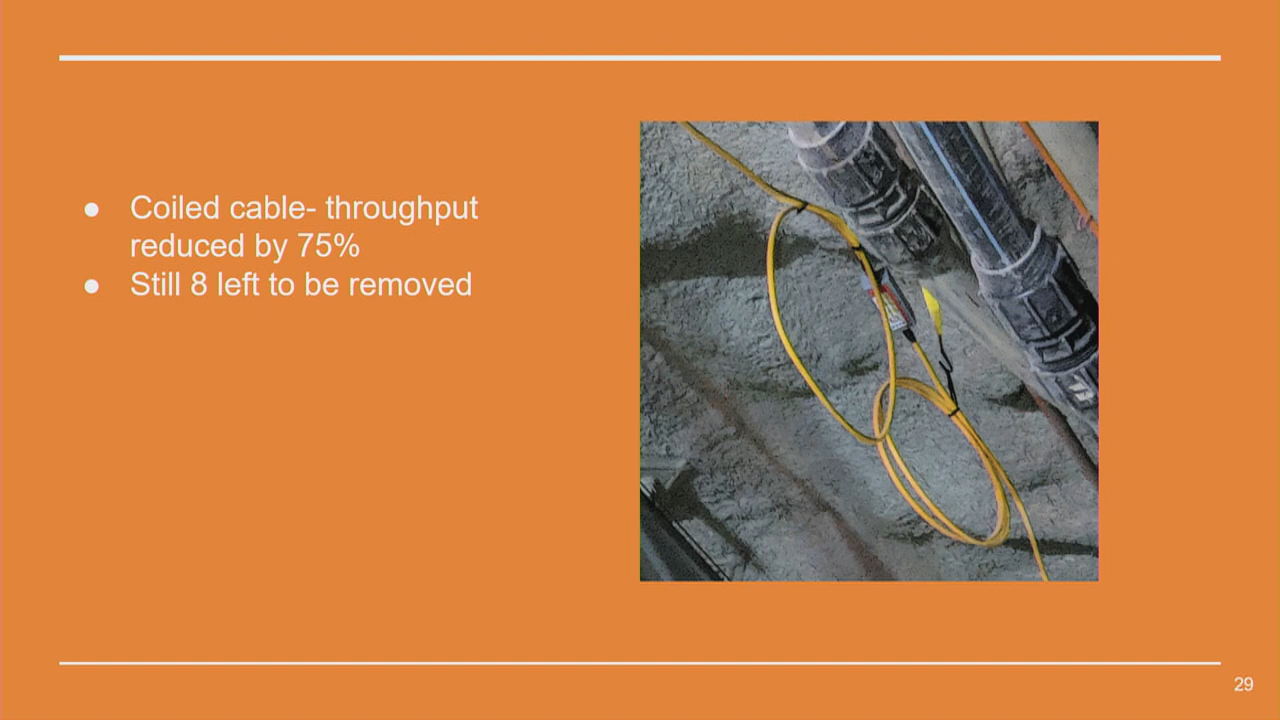 ● Coiled cable- throughput
reduced by 75%
● Still 8 left to be removed
29